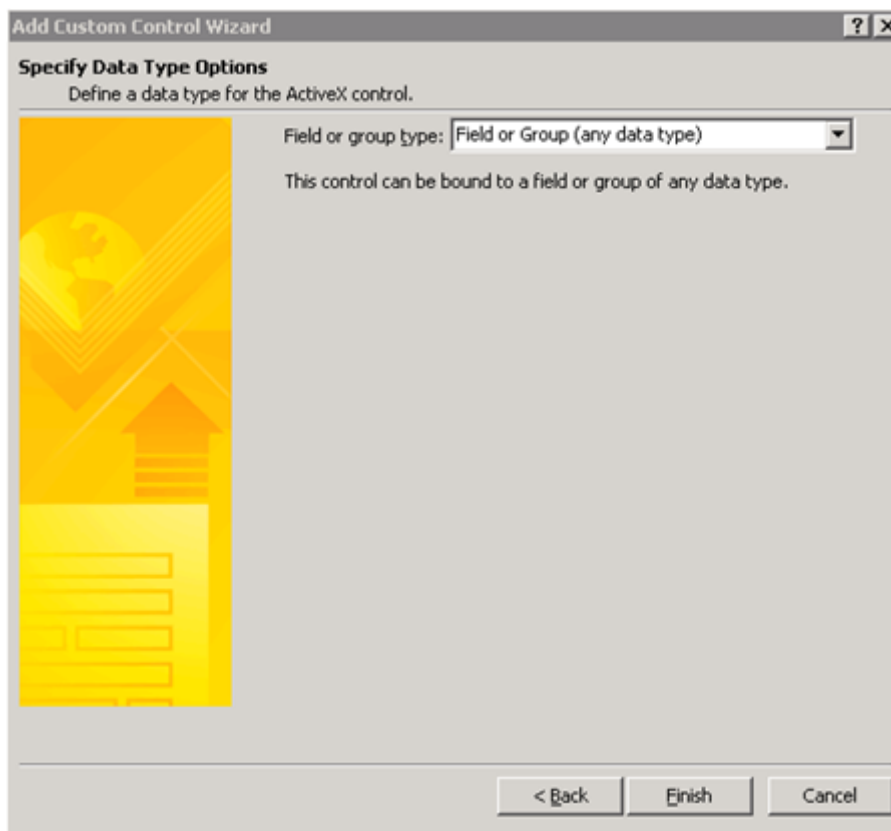 Add Custom Control Wizard
Specify Data Type Options
Define a data type for the ActiveX control.
Field or group type: Field or Group (any data type)
This control can be bound to a field or group of any data type.
< Back Finish Cancel